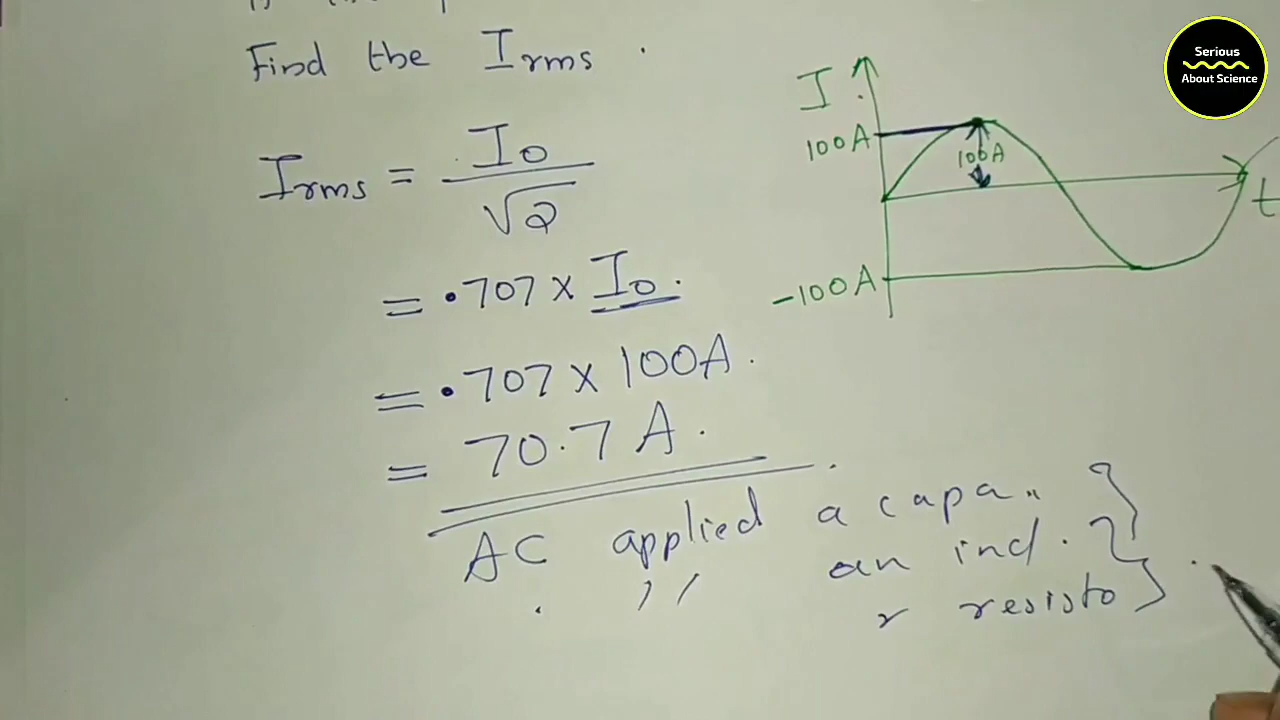 Find the Irms .
Irms = I0 / √2
= .707 × I0.
= .707 × 100A.
= 70.7 A.
AC applied a capa..
,, an ind.
r resisto
I
100A
100A
-100A
t
Serious
About Science